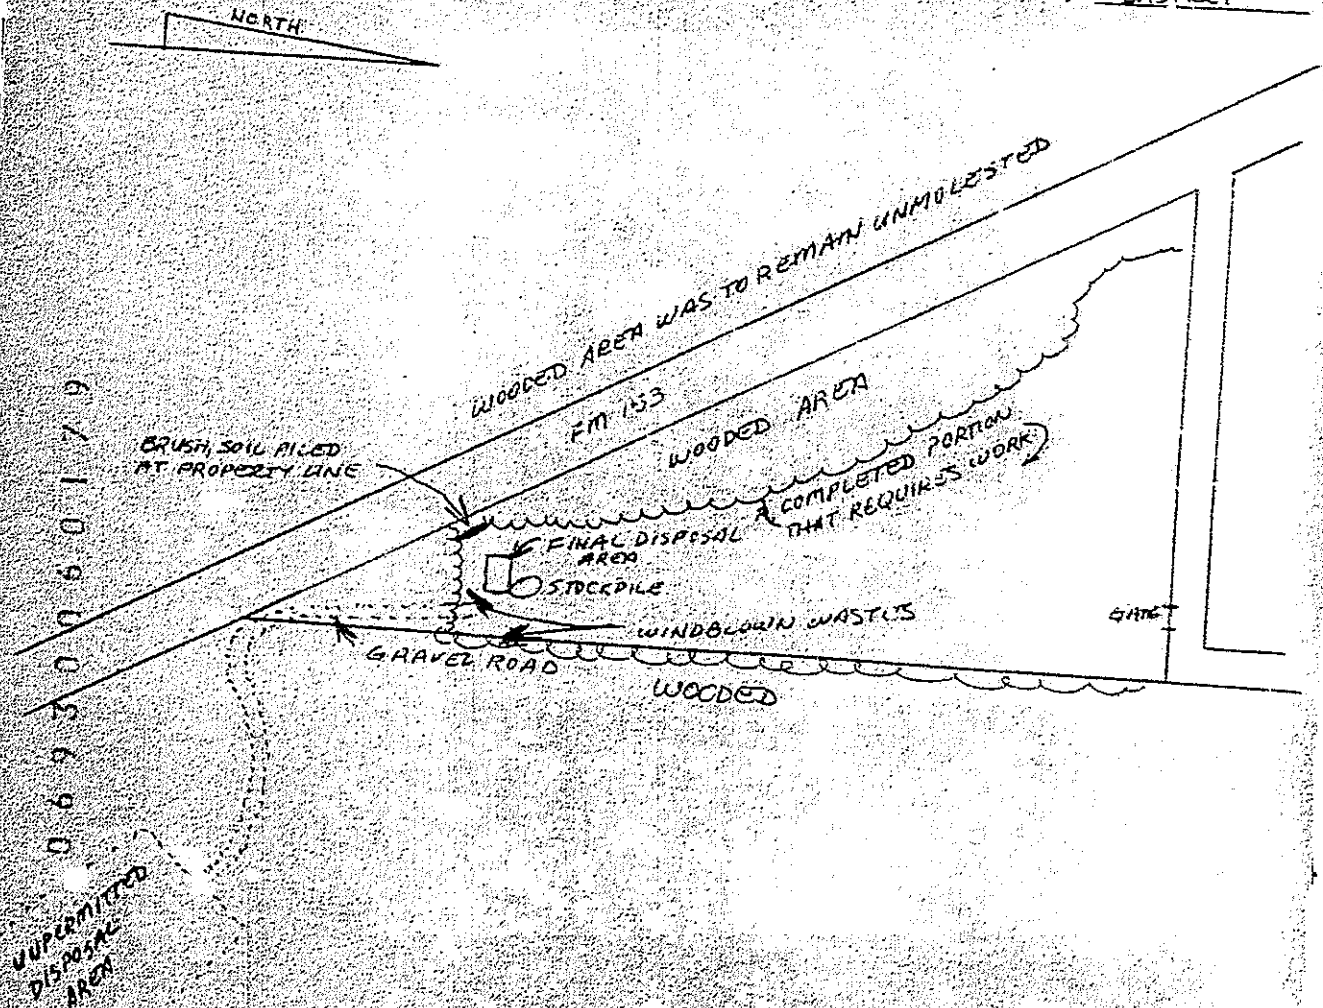 NORTH
WOODED AREA WAS TO REMAIN UNMOLESTED
FM 153
WOODED AREA
BRUSH, SOIL PILED
AT PROPERTY LINE
A COMPLETED PORTION
THAT REQUIRES WORK
FINAL DISPOSAL
AREA
STOCKPILE
WINDBLOWN WASTES
GATE
GRAVEL ROAD
WOODED
UNPERMITTED
DISPOSAL
AREA